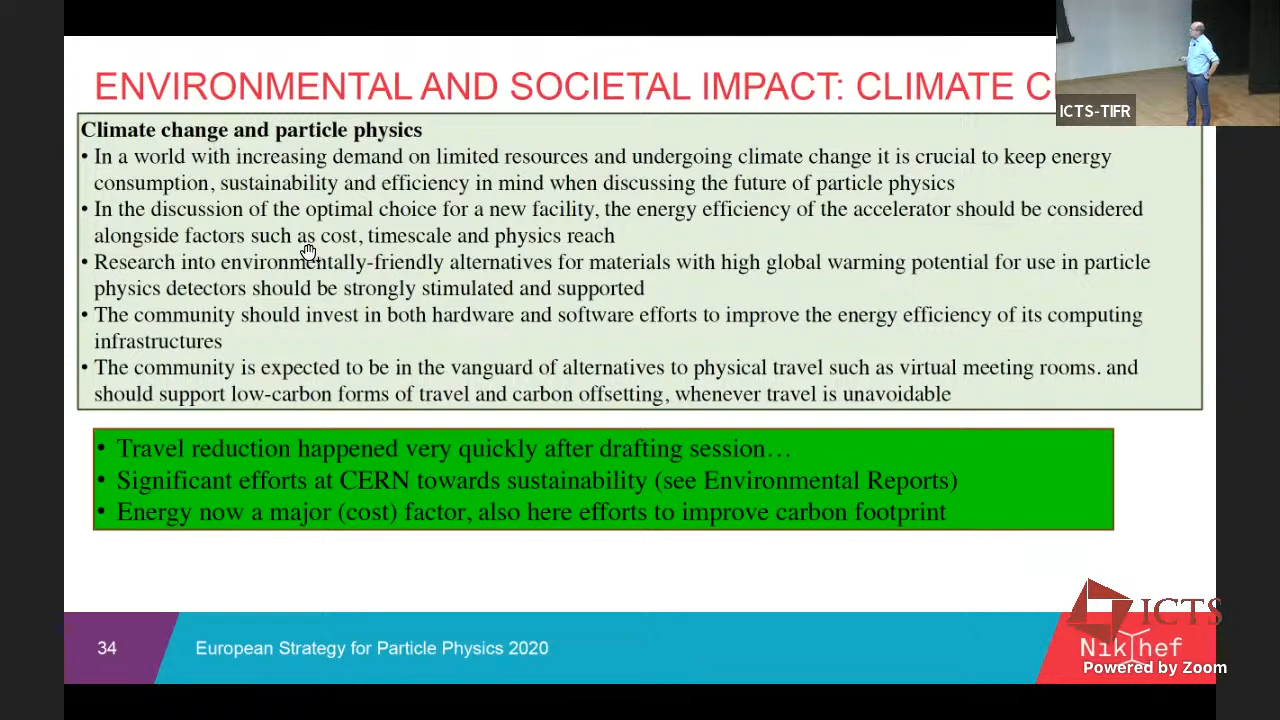 ENVIRONMENTAL AND SOCIETAL IMPACT: CLIMATE C
ICTS-TIFR
Climate change and particle physics
• In a world with increasing demand on limited resources and undergoing climate change it is crucial to keep energy
consumption, sustainability and efficiency in mind when discussing the future of particle physics
• In the discussion of the optimal choice for a new facility, the energy efficiency of the accelerator should be considered
alongside factors such as cost, timescale and physics reach
• Research into environmentally-friendly alternatives for materials with high global warming potential for use in particle
physics detectors should be strongly stimulated and supported
• The community should invest in both hardware and software efforts to improve the energy efficiency of its computing
infrastructures
• The community is expected to be in the vanguard of alternatives to physical travel such as virtual meeting rooms. and
should support low-carbon forms of travel and carbon offsetting, whenever travel is unavoidable
• Travel reduction happened very quickly after drafting session…
• Significant efforts at CERN towards sustainability (see Environmental Reports)
• Energy now a major (cost) factor, also here efforts to improve carbon footprint
ICTS
34
European Strategy for Particle Physics 2020
Nikhef
Powered by Zoom